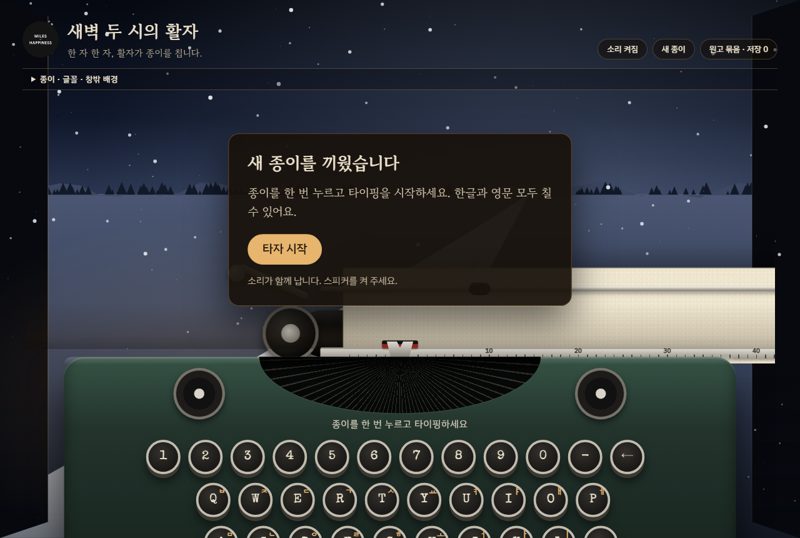 MILES
HAPPINESS
새벽 두 시의 활자
한 자 한 자, 활자가 종이를 칩니다.
소리 켜짐
새 종이
원고 묶음 · 저장 0
▶ 종이 · 글꼴 · 창밖 배경
새 종이를 끼웠습니다
종이를 한 번 누르고 타이핑을 시작하세요. 한글과 영문 모두 칠
수 있어요.
타자 시작
소리가 함께 납니다. 스피커를 켜 주세요.
10 20 30 40
종이를 한 번 누르고 타이핑하세요
1 2 3 4 5 6 7 8 9 0 - ←
Q W E R T Y U I O P